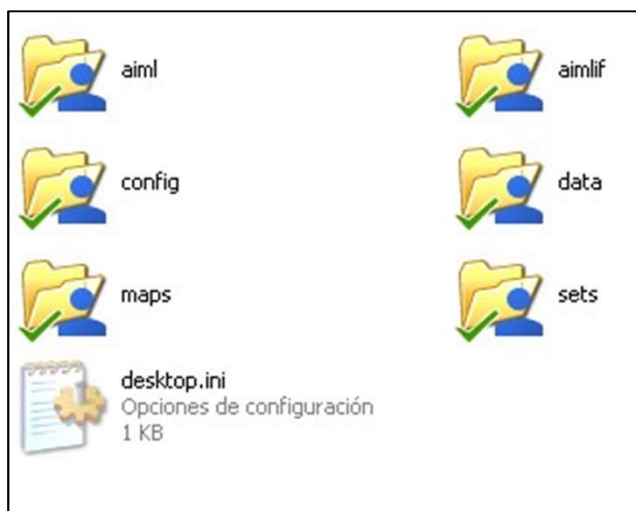 aiml
aimlif
config
data
maps
sets
desktop.ini
Opciones de configuración
1 KB